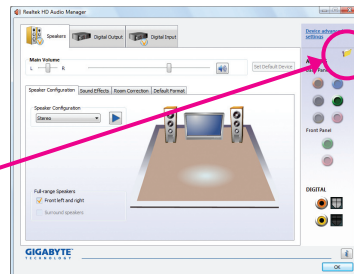 Realtek HD Audio Manager
Speakers
Digital Output
Digital Input
Device advanced
settings
Main Volume
L
R
Set Default Device
Speaker Configuration
Sound Effects
Room Correction
Default Format
Speaker Configuration
Stereo
Full-range Speakers
Front left and right
Surround speakers
Front Panel
DIGITAL
GIGABYTE
TECHNOLOGY
i
OK